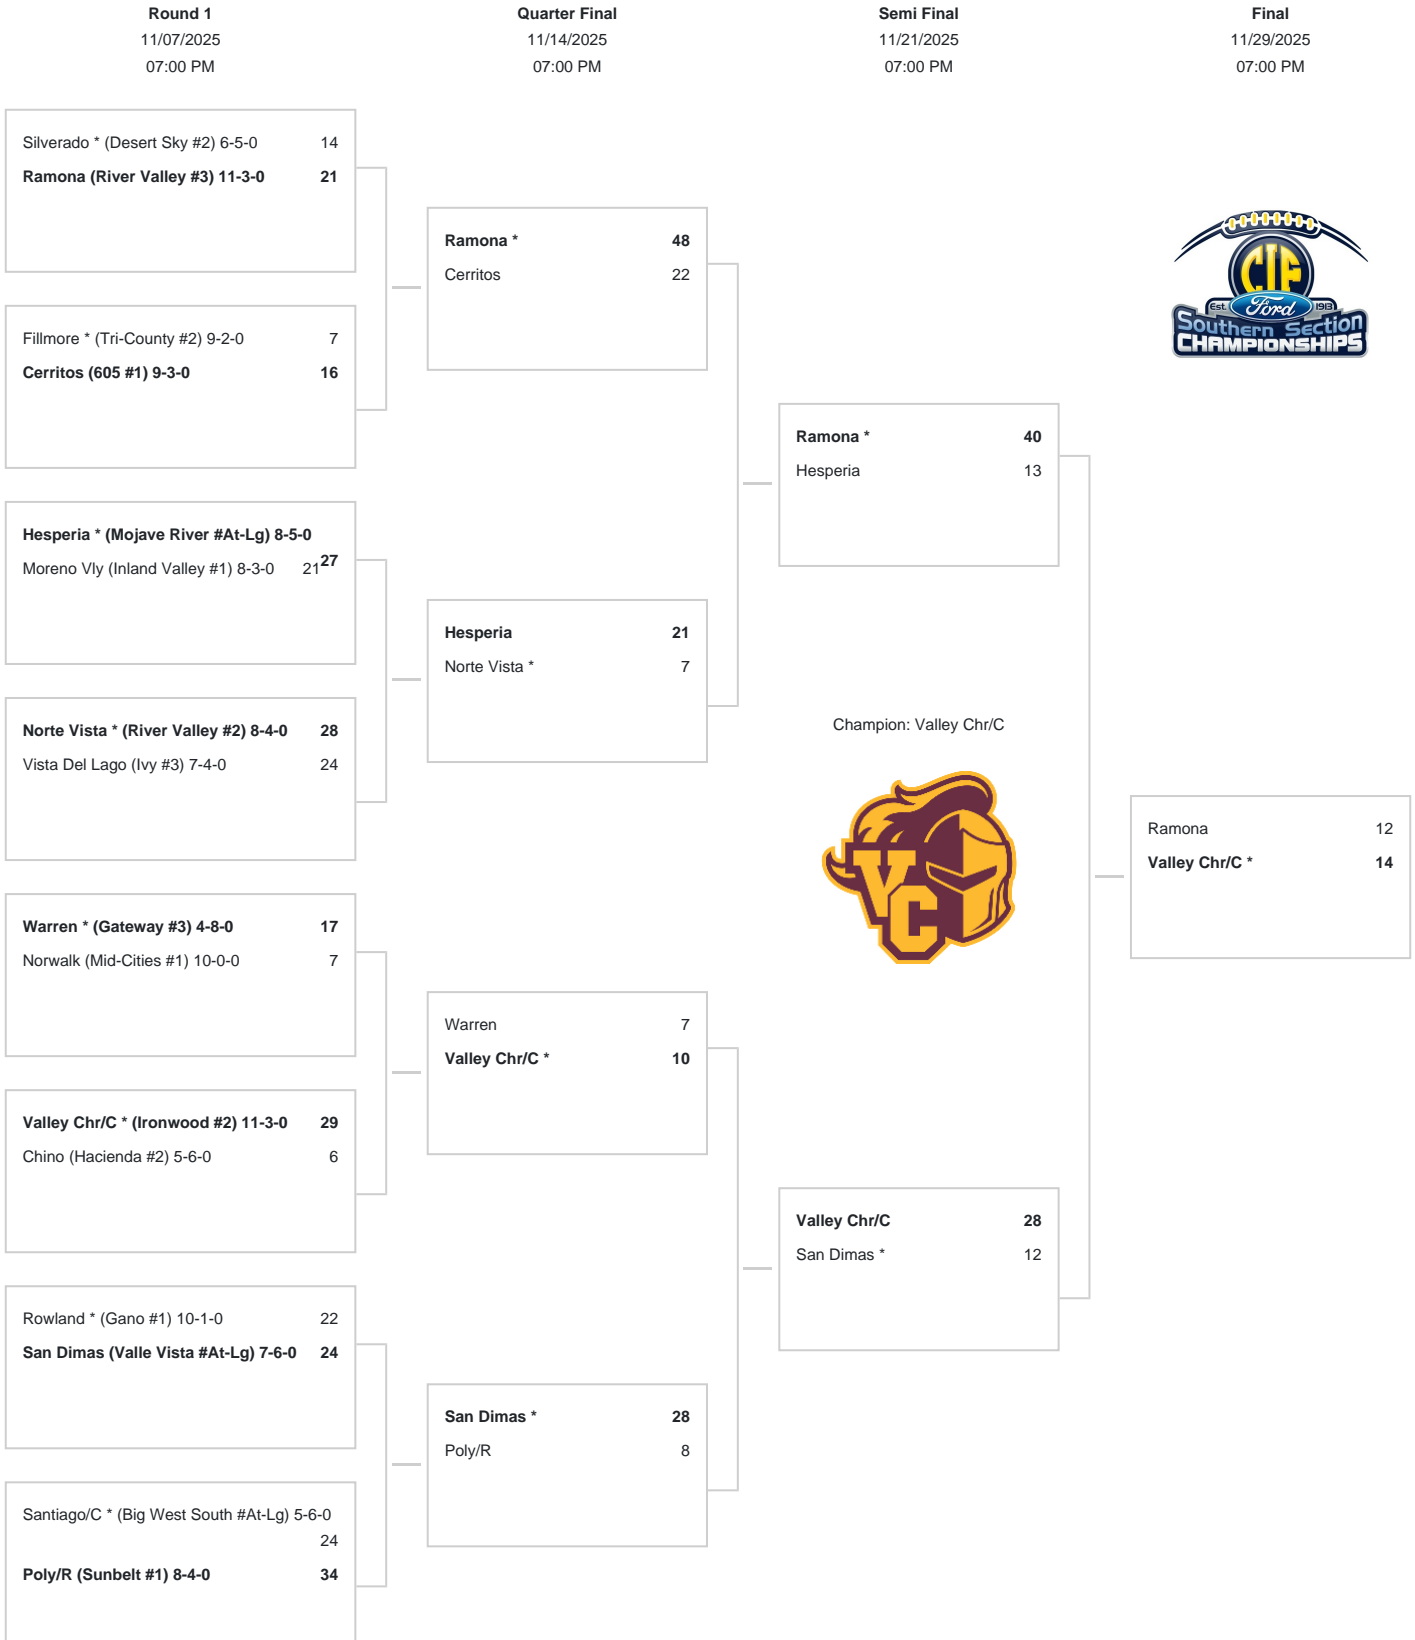 Round 1
11/07/2025
07:00 PM
Quarter Final
11/14/2025
07:00 PM
Semi Final
11/21/2025
07:00 PM
Final
11/29/2025
07:00 PM
Silverado * (Desert Sky #2) 6-5-0 14
Ramona (River Valley #3) 11-3-0 21
Fillmore * (Tri-County #2) 9-2-0 7
Cerritos (605 #1) 9-3-0 16
Hesperia * (Mojave River #At-Lg) 8-5-0
27
Moreno Vly (Inland Valley #1) 8-3-0 21
Norte Vista * (River Valley #2) 8-4-0 28
Vista Del Lago (Ivy #3) 7-4-0 24
Warren * (Gateway #3) 4-8-0 17
Norwalk (Mid-Cities #1) 10-0-0 7
Valley Chr/C * (Ironwood #2) 11-3-0 29
Chino (Hacienda #2) 5-6-0 6
Rowland * (Gano #1) 10-1-0 22
San Dimas (Valle Vista #At-Lg) 7-6-0 24
Santiago/C * (Big West South #At-Lg) 5-6-0
24
Poly/R (Sunbelt #1) 8-4-0 34
Ramona * 48
Cerritos 22
Hesperia 21
Norte Vista * 7
Warren 7
Valley Chr/C * 10
San Dimas * 28
Poly/R 8
Ramona * 40
Hesperia 13
Champion: Valley Chr/C
VC
Valley Chr/C 28
San Dimas * 12
CIF
Est. Ford 1913
Southern Section
CHAMPIONSHIPS
Ramona 12
Valley Chr/C * 14